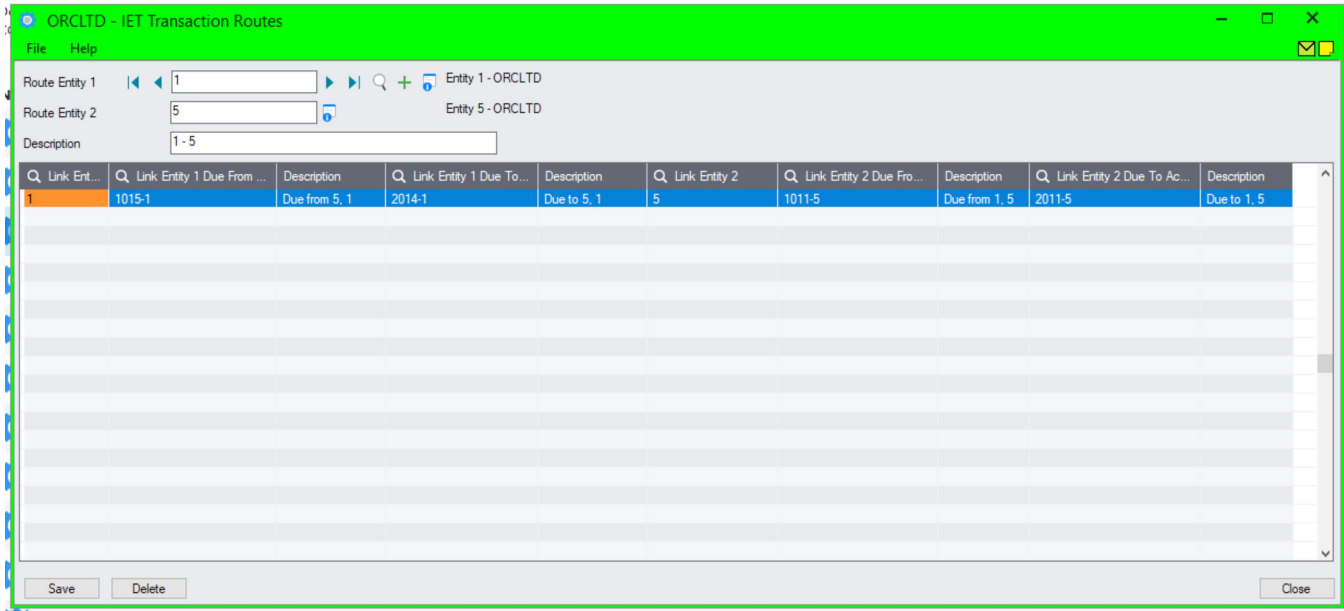 ORCLTD - IET Transaction Routes
File Help
Route Entity 1 1 Entity 1 - ORCLTD
Route Entity 2 5 Entity 5 - ORCLTD
Description 1 - 5
Link Ent... Link Entity 1 Due From ... Description Link Entity 1 Due To... Description Link Entity 2 Link Entity 2 Due Fro... Description Link Entity 2 Due To Ac... Description
1 1015-1 Due from 5, 1 2014-1 Due to 5, 1 5 1011-5 Due from 1, 5 2011-5 Due to 1, 5
Save Delete Close